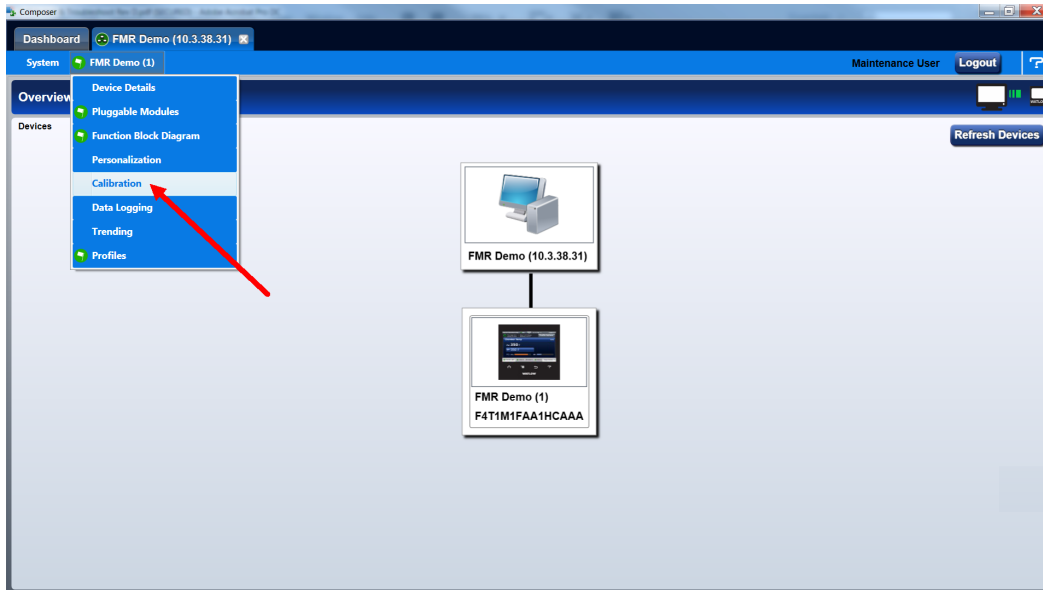 Composer
Dashboard
FMR Demo (10.3.38.31)
System
FMR Demo (1)
Maintenance User
Logout
?
Overview
Device Details
Pluggable Modules
Function Block Diagram
Personalization
Calibration
Data Logging
Trending
Profiles
Devices
Refresh Devices
FMR Demo (10.3.38.31)
FMR Demo (1)
F4T1M1FAA1HCAAA